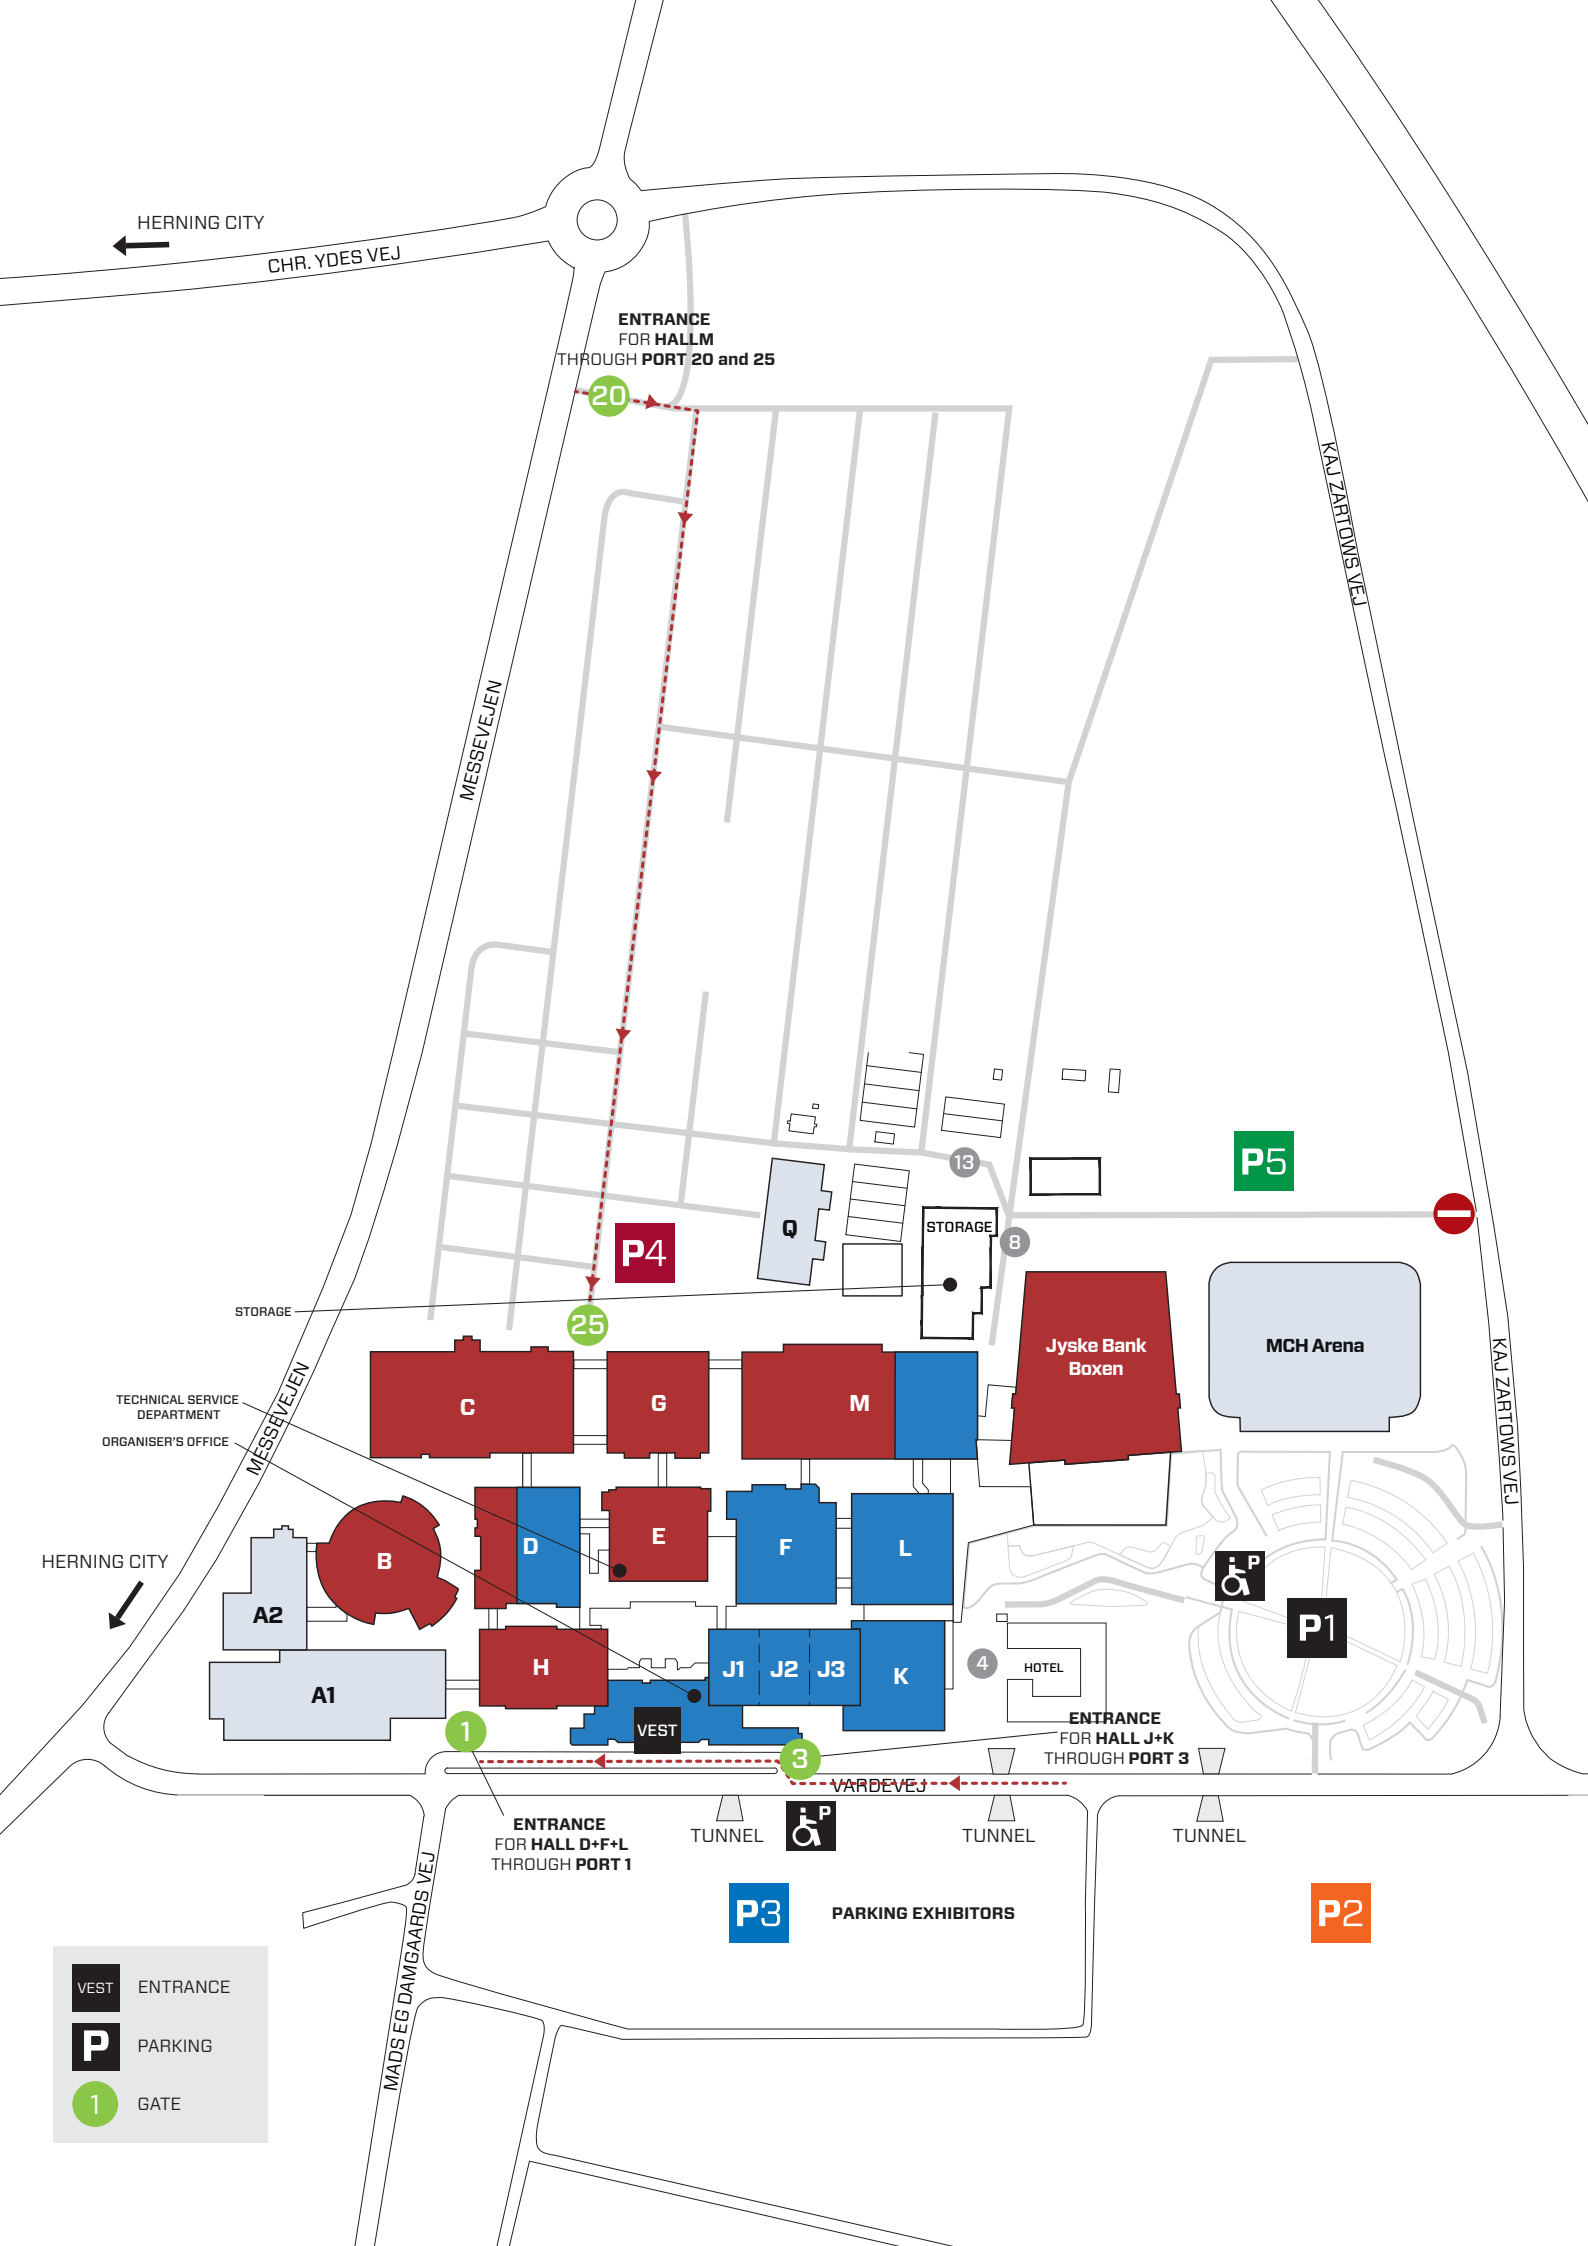 HERNING CITY
CHR. YDES VEJ
ENTRANCE
FOR HALLM
THROUGH PORT 20 and 25
20
KAJ ZARTOWS VEJ
MESSEVEJEN
13
P5
Q
STORAGE
8
P4
STORAGE
25
Jyske Bank
Boxen
MCH Arena
C
G
M
TECHNICAL SERVICE
DEPARTMENT
ORGANISER'S OFFICE
MESSEVEJEN
KAJ ZARTOWS VEJ
HERNING CITY
B
D
E
F
L
A2
P
P1
H
J1
J2
J3
K
4
HOTEL
A1
1
VEST
3
ENTRANCE
FOR HALL J+K
THROUGH PORT 3
VARDEVEJ
P
ENTRANCE
FOR HALL D+F+L
THROUGH PORT 1
TUNNEL
TUNNEL
TUNNEL
P3
PARKING EXHIBITORS
P2
MADS EG DAMGAARDS VEJ
VEST
ENTRANCE
P
PARKING
1
GATE